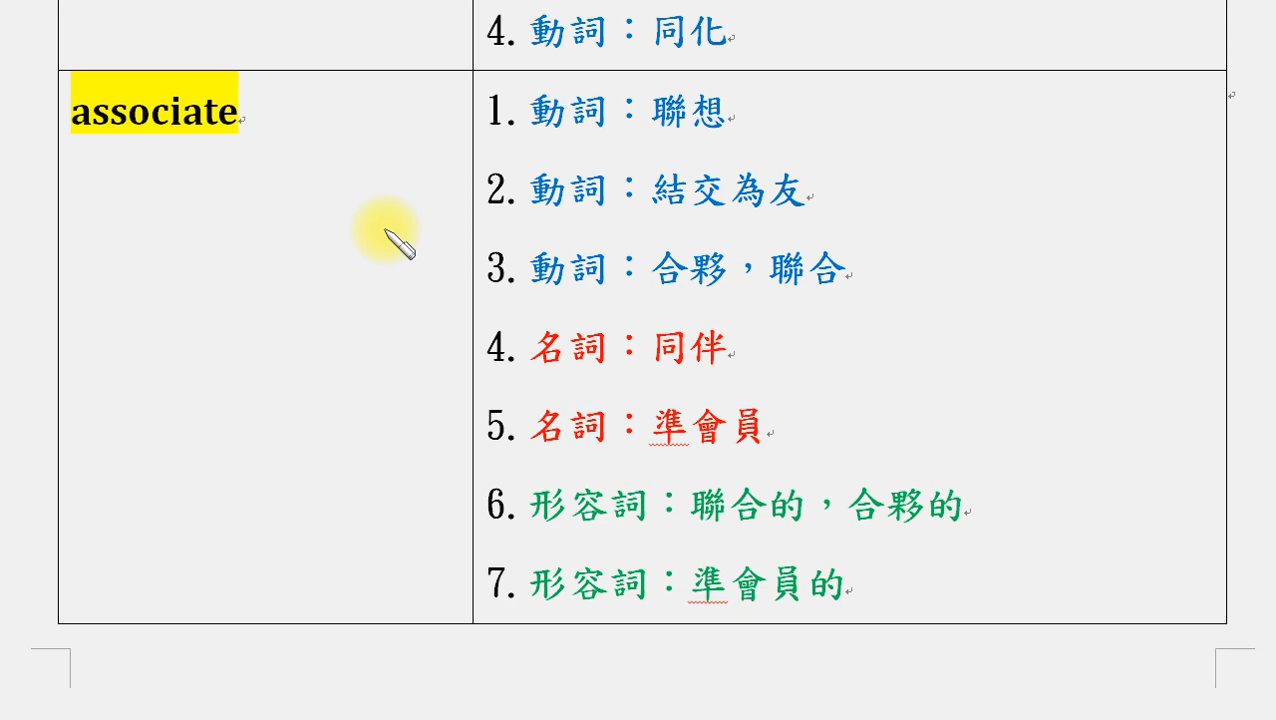 4. 動詞：同化
associate
1. 動詞：聯想
2. 動詞：結交為友
3. 動詞：合夥，聯合
4. 名詞：同伴
5. 名詞：準會員
6. 形容詞：聯合的，合夥的
7. 形容詞：準會員的